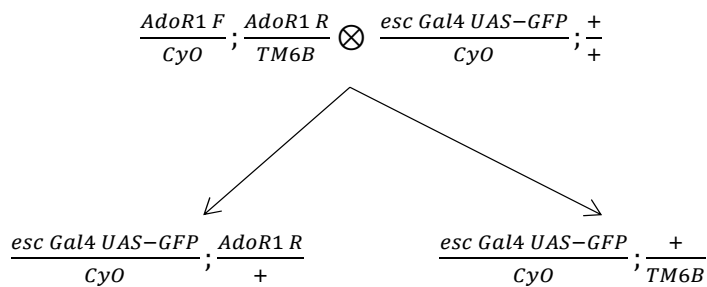 AdoR1 F / CyO ; AdoR1 R / TM6B ⊗ esc Gal4 UAS−GFP / CyO ; + / +
esc Gal4 UAS−GFP / CyO ; AdoR1 R / + esc Gal4 UAS−GFP / CyO ; + / TM6B